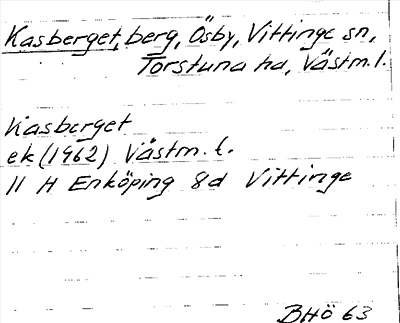 Kasberget, berg, Ösby, Vittinge sn,
Torstuna hd, Västm.l.
Kasberget
ek (1962) Västm. l.
11 H Enköping 8d Vittinge
BHÖ 63